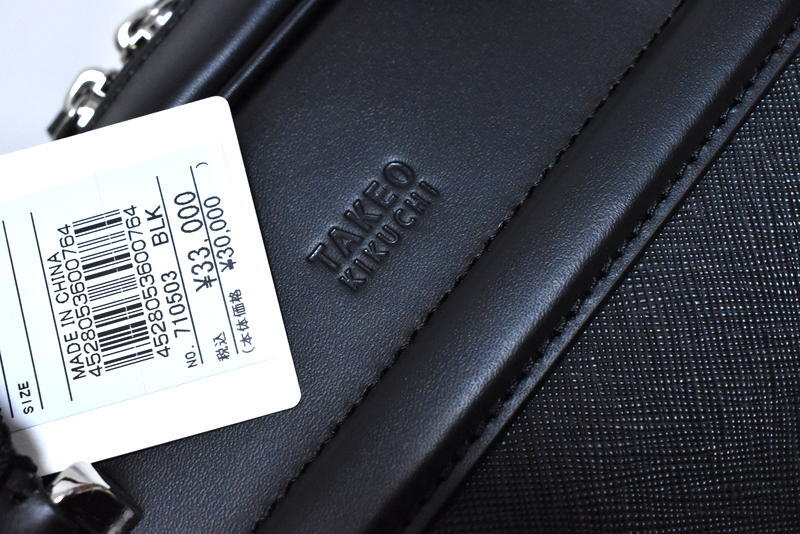 TAKEO
KIKUCHI
SIZE
MADE IN CHINA
4528053600764
4528053600764
NO. 710503 BLK
税込 ¥33,000
(本体価格 ¥30,000)